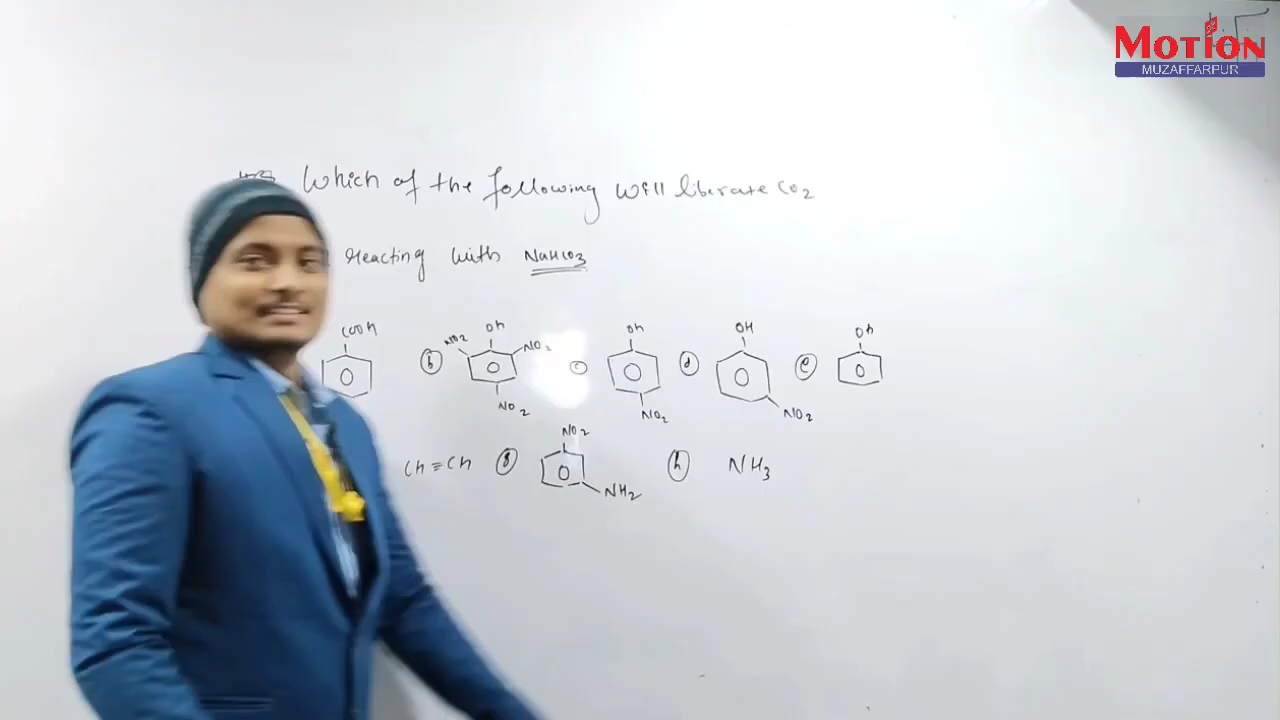 MOTION
MUZAFFARPUR
Which of the following will liberate CO2
reacting with NaHCO3
COOH
(b) OH NO2 NO2 NO2
(c) OH NO2
(d) OH NO2
(e) OH
CH≡CH
(g) NO2 NH2
(h) NH3